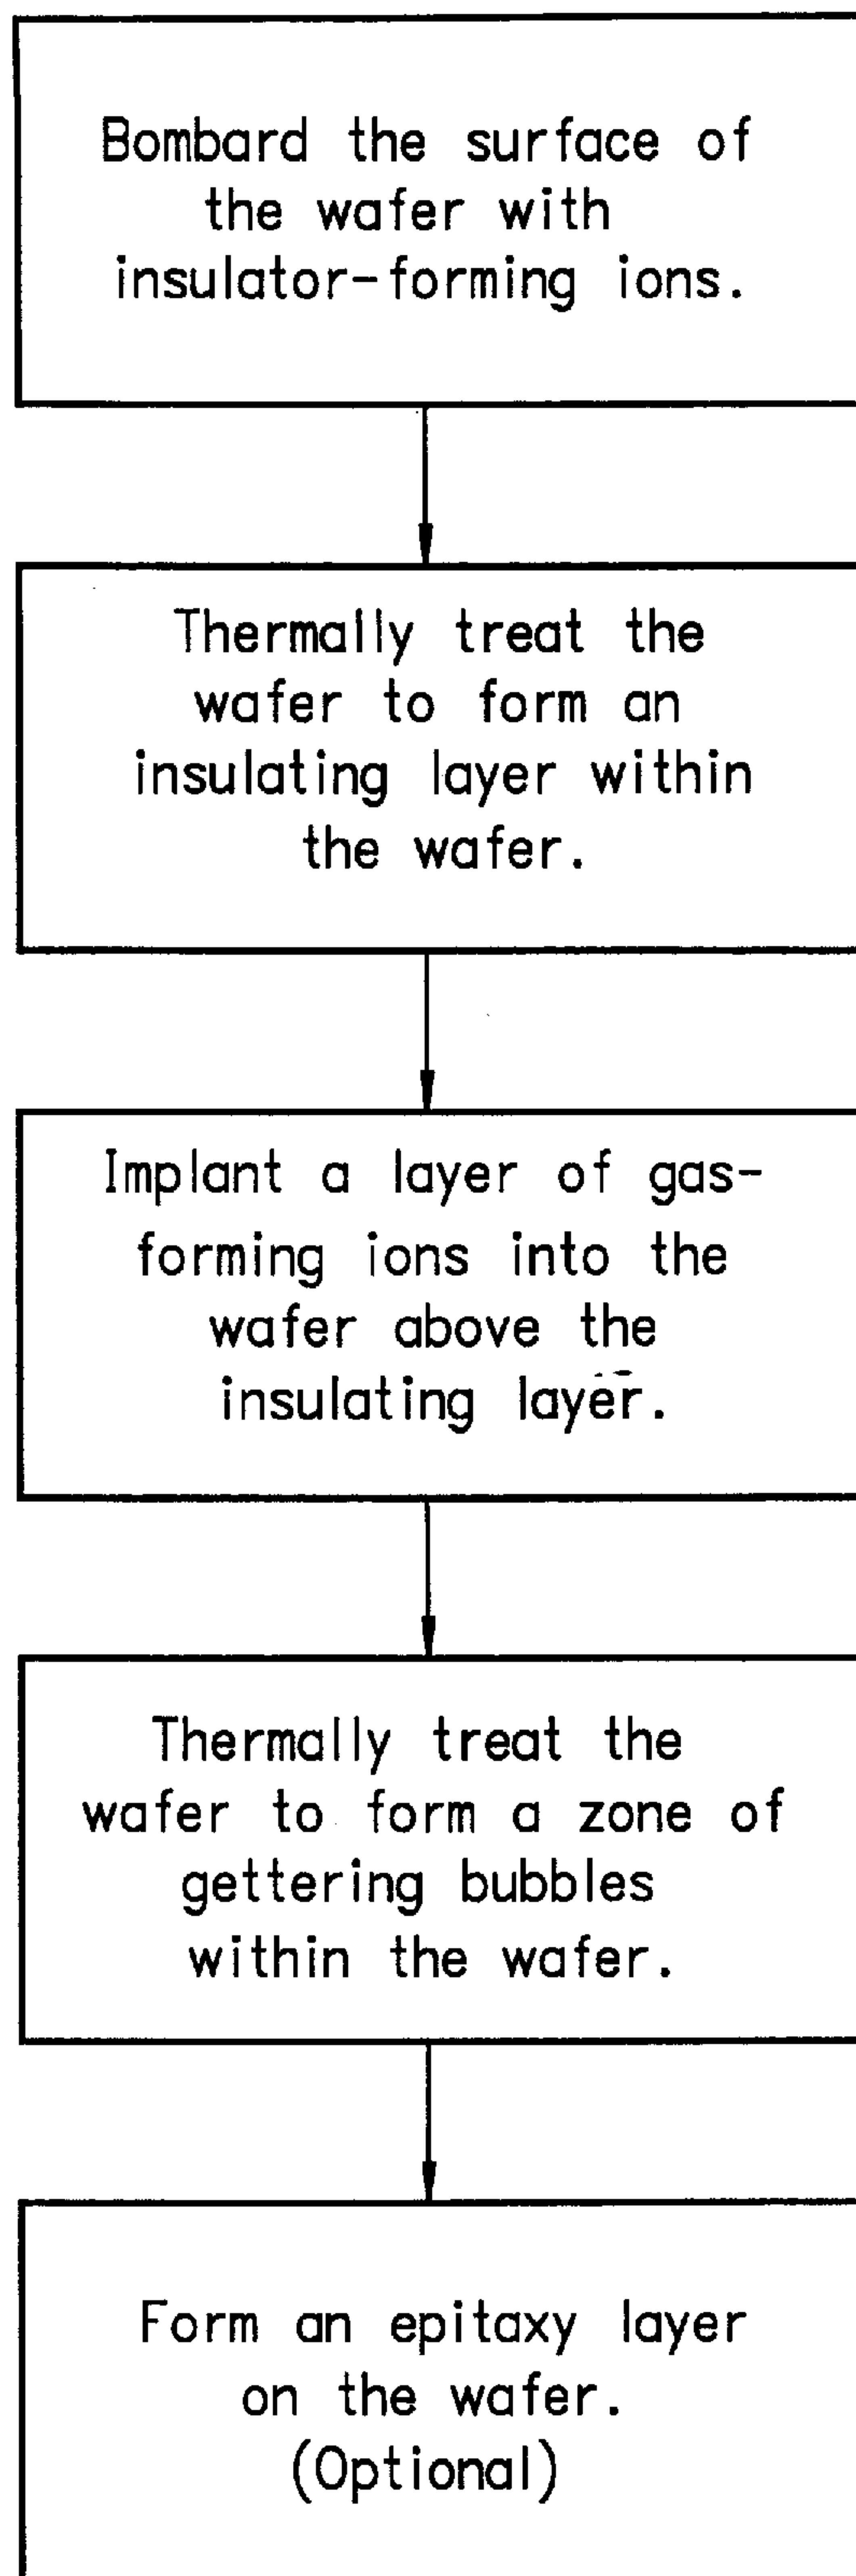 Bombard the surface of
the wafer with
insulator-forming ions.
Thermally treat the
wafer to form an
insulating layer within
the wafer.
Implant a layer of gas-
forming ions into the
wafer above the
insulating layer.
Thermally treat the
wafer to form a zone of
gettering bubbles
within the wafer.
Form an epitaxy layer
on the wafer.
(Optional)